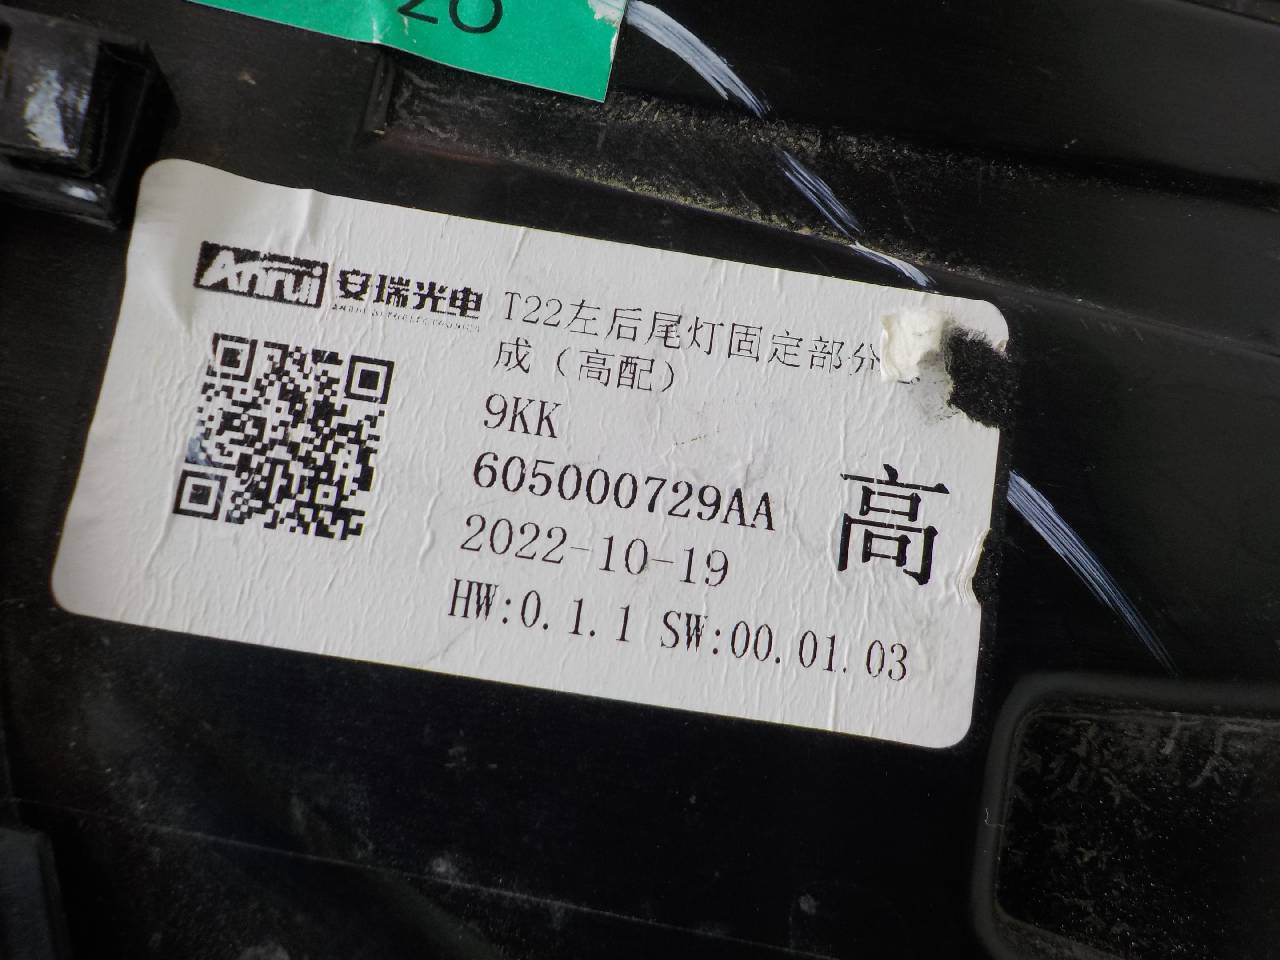 20
Anrui 安瑞光电
T22左后尾灯固定部分
成（高配）
9KK
605000729AA
高
2022-10-19
HW:0.1.1 SW:00.01.03